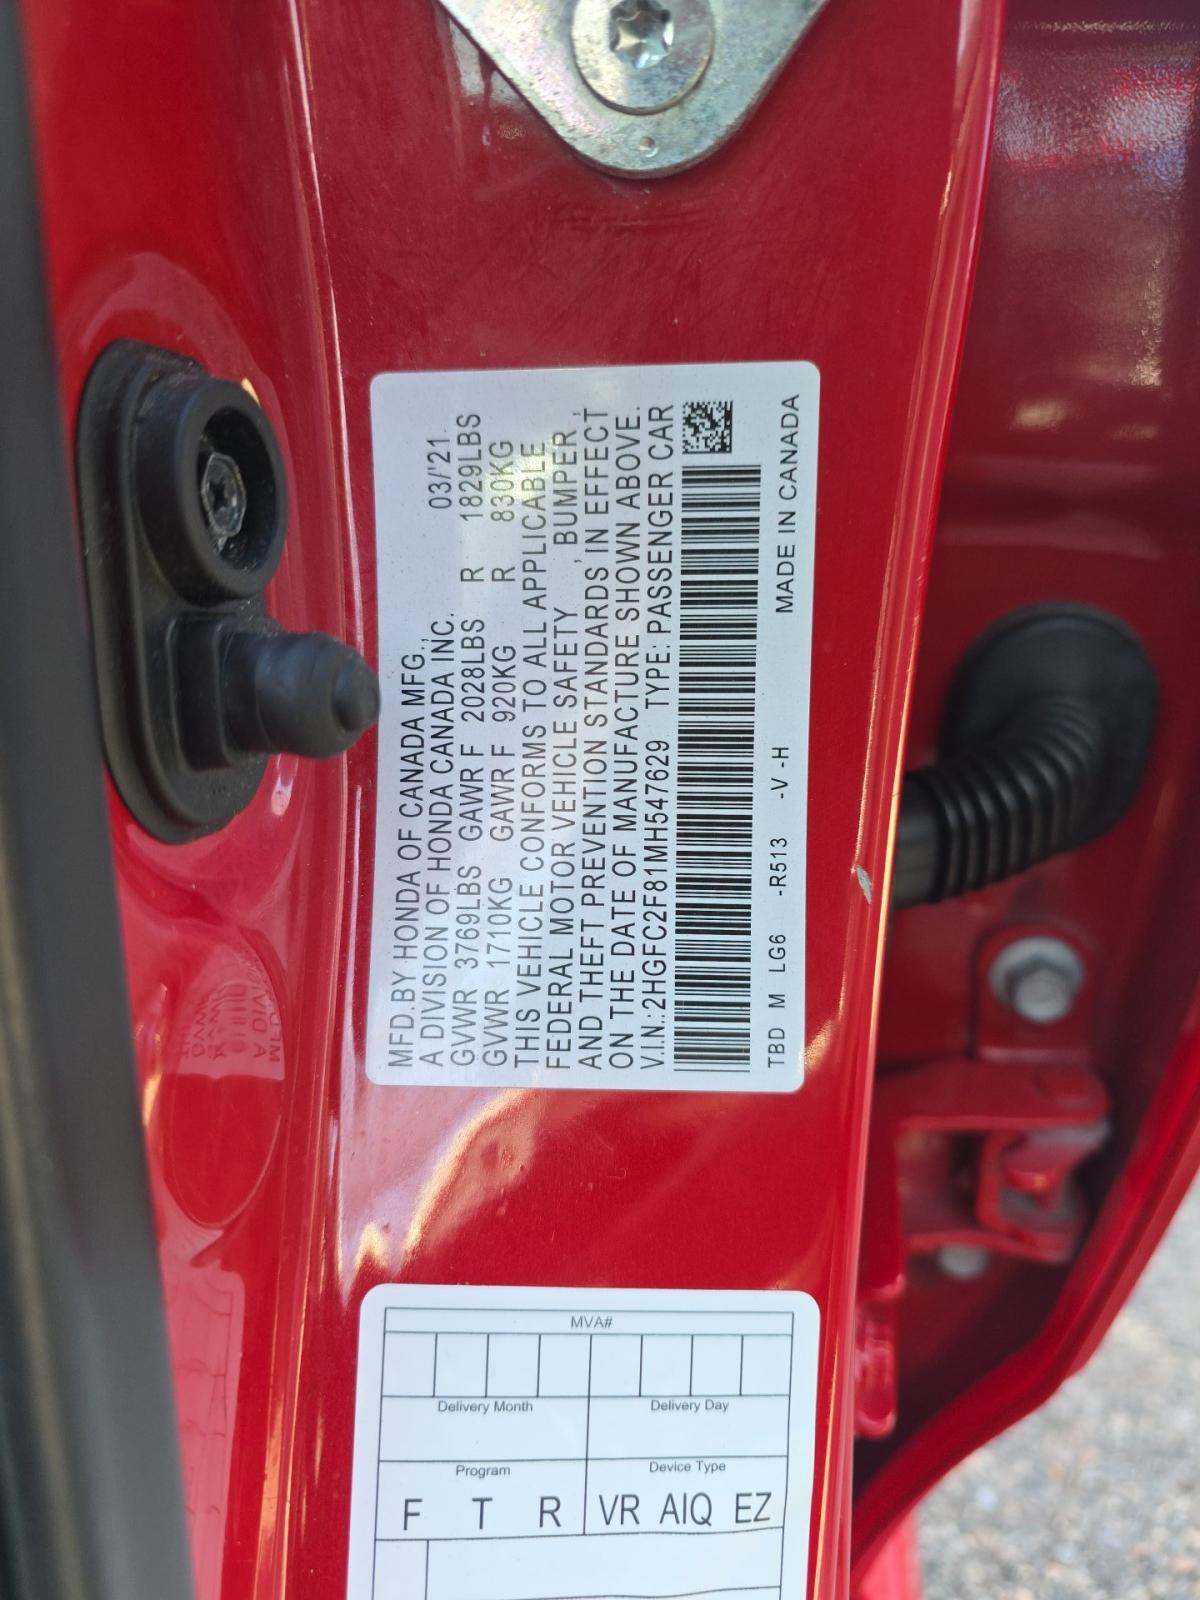 MFD.BY HONDA OF CANADA MFG.,
A DIVISION OF HONDA CANADA INC. 03/'21
GVWR 3769LBS GAWR F 2028LBS R 1829LBS
GVWR 1710KG GAWR F 920KG R 830KG
THIS VEHICLE CONFORMS TO ALL APPLICABLE
FEDERAL MOTOR VEHICLE SAFETY , BUMPER ,
AND THEFT PREVENTION STANDARDS IN EFFECT
ON THE DATE OF MANUFACTURE SHOWN ABOVE.
V.I.N.:2HGFC2F81MH547629 TYPE: PASSENGER CAR
TBD M LG6 -R513 -V -H MADE IN CANADA
MVA#
Delivery Month Delivery Day
Program Device Type
F T R VR AIQ EZ